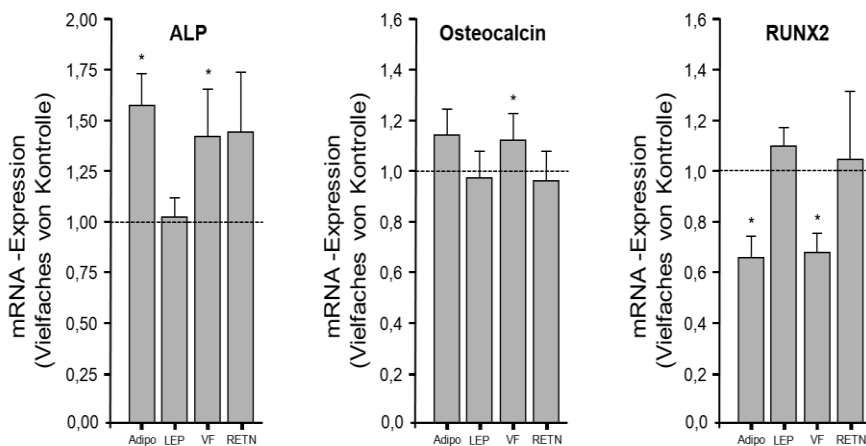 ALP
mRNA -Expression
(Vielfaches von Kontrolle)
2,00
1,75
1,50
1,25
1,00
0,75
0,50
0,25
0,00
*
*
Adipo LEP VF RETN
Osteocalcin
mRNA -Expression
(Vielfaches von Kontrolle)
1,6
1,4
1,2
1,0
0,8
0,6
0,4
0,2
0,0
*
Adipo LEP VF RETN
RUNX2
mRNA -Expression
(Vielfaches von Kontrolle)
1,6
1,4
1,2
1,0
0,8
0,6
0,4
0,2
0,0
*
*
Adipo LEP VF RETN